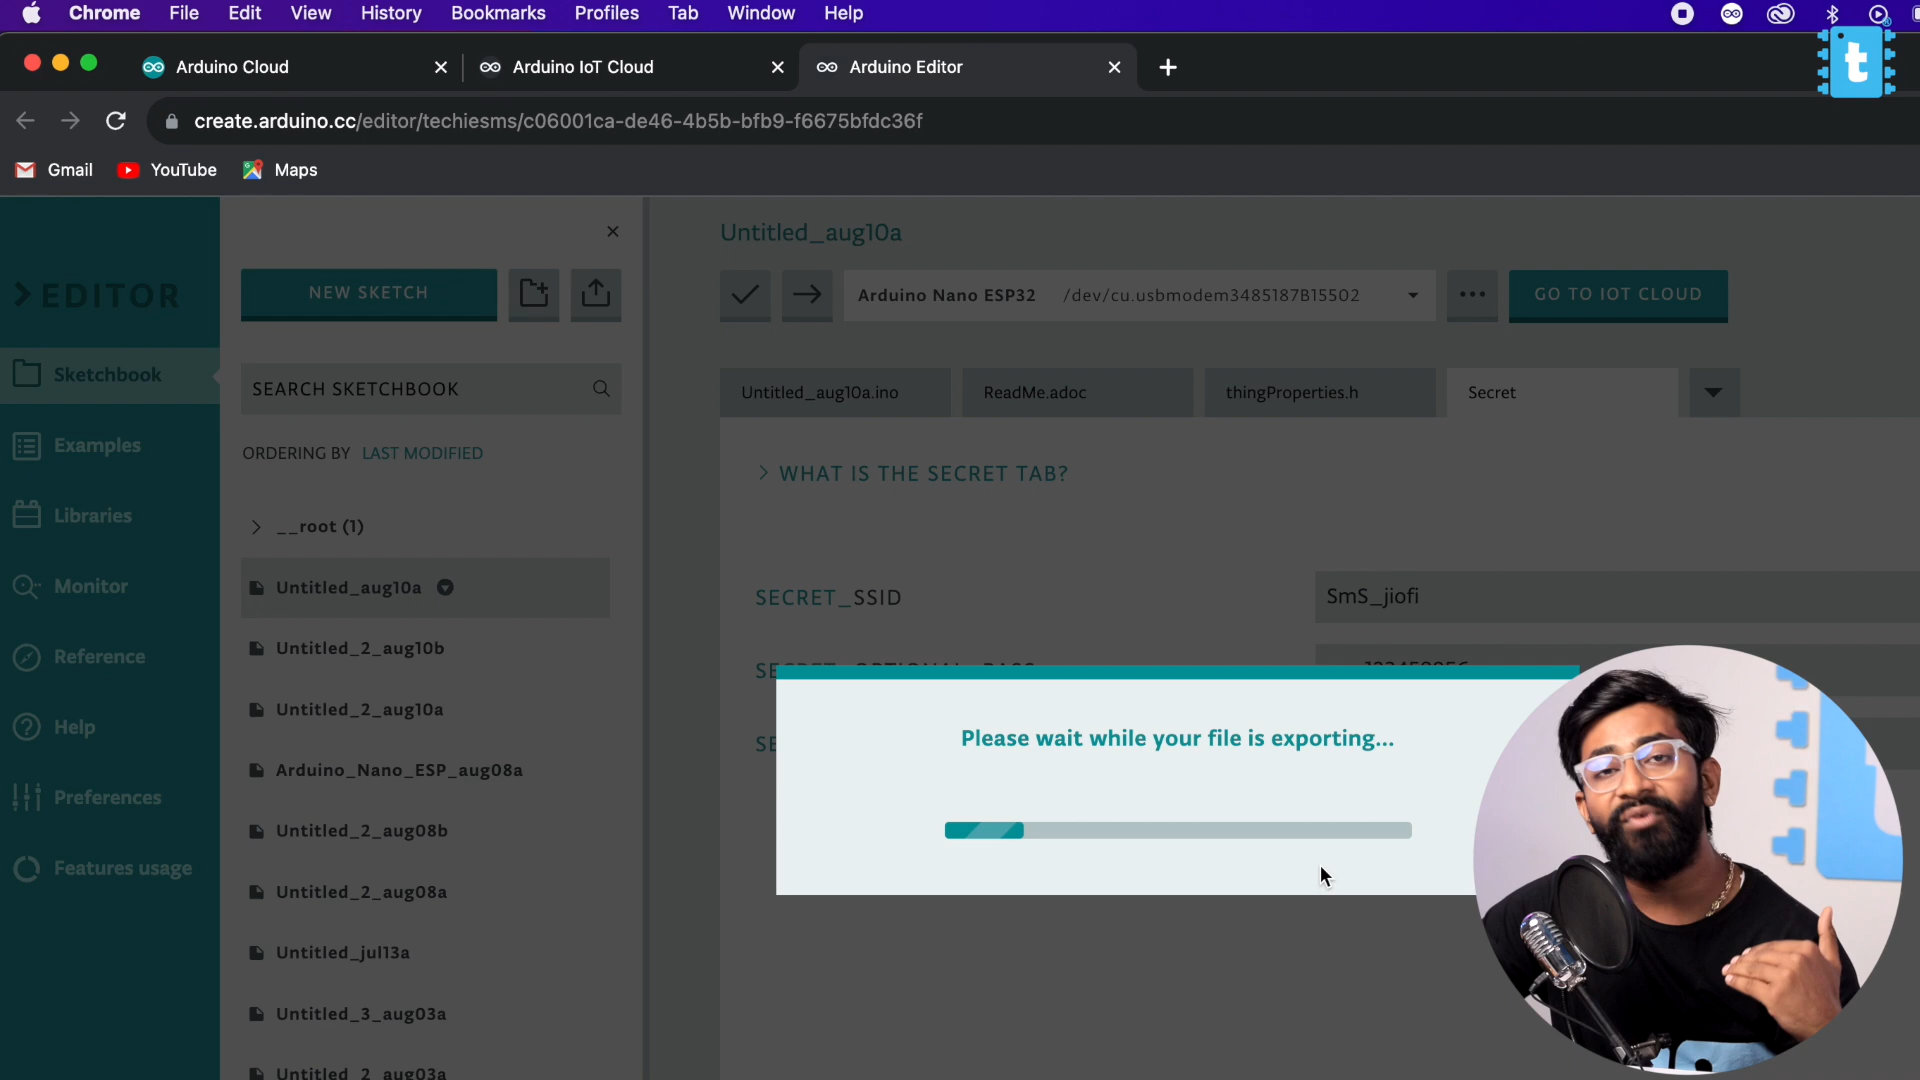 Chrome File Edit View History Bookmarks Profiles Tab Window Help
Arduino Cloud
Arduino IoT Cloud
Arduino Editor
t
create.arduino.cc/editor/techiesms/c06001ca-de46-4b5b-bfb9-f6675bfdc36f
Gmail YouTube Maps
EDITOR
Sketchbook
Examples
Libraries
Monitor
Reference
Help
Preferences
Features usage
NEW SKETCH
SEARCH SKETCHBOOK
ORDERING BY LAST MODIFIED
__root (1)
Untitled_aug10a
Untitled_2_aug10b
Untitled_2_aug10a
Arduino_Nano_ESP_aug08a
Untitled_2_aug08b
Untitled_2_aug08a
Untitled_jul13a
Untitled_3_aug03a
Untitled_2_aug03a
Untitled_aug10a
Arduino Nano ESP32 /dev/cu.usbmodem3485187B15502
GO TO IOT CLOUD
Untitled_aug10a.ino ReadMe.adoc thingProperties.h Secret
> WHAT IS THE SECRET TAB?
SECRET_SSID SmS_jiofi
SECRET_OPTIONAL_PASS
SE
Please wait while your file is exporting...